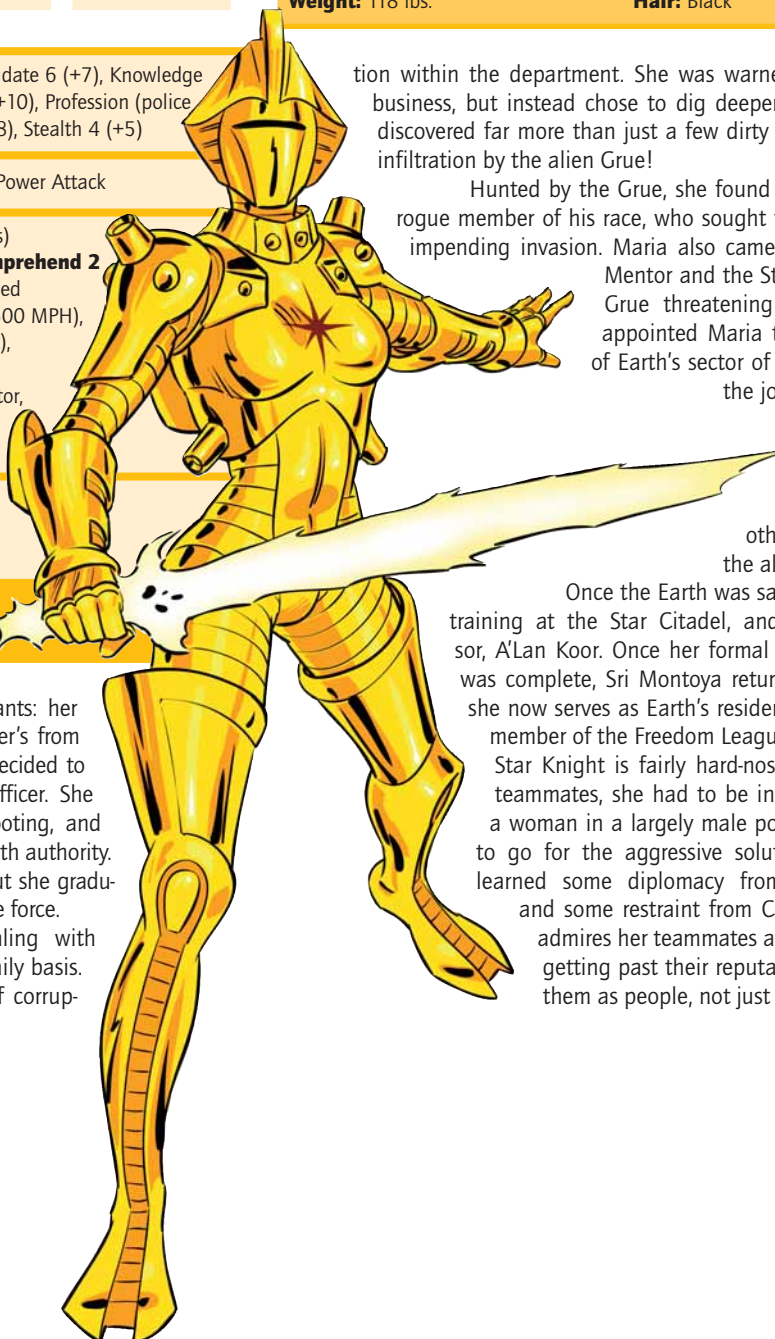 Weight: 118 lbs. Hair: Black
date 6 (+7), Knowledge
+10), Profession (police
8), Stealth 4 (+5)
Power Attack
s)
prehend 2
ed
00 MPH),
),
tor,
ants: her
er's from
ecided to
fficer. She
oting, and
th authority.
ut she gradu-
e force.
ling with
aily basis.
f corrup-
tion within the department. She was warne
business, but instead chose to dig deeper
discovered far more than just a few dirty
infiltration by the alien Grue!
Hunted by the Grue, she found
rogue member of his race, who sought
impending invasion. Maria also came
Mentor and the St
Grue threatening
appointed Maria t
of Earth's sector of
the jo
oth
the al
Once the Earth was sa
training at the Star Citadel, and
sor, A'Lan Koor. Once her formal
was complete, Sri Montoya retur
she now serves as Earth's residen
member of the Freedom Leagu
Star Knight is fairly hard-nos
teammates, she had to be in
a woman in a largely male po
to go for the aggressive solut
learned some diplomacy from
and some restraint from C
admires her teammates a
getting past their reputa
them as people, not just